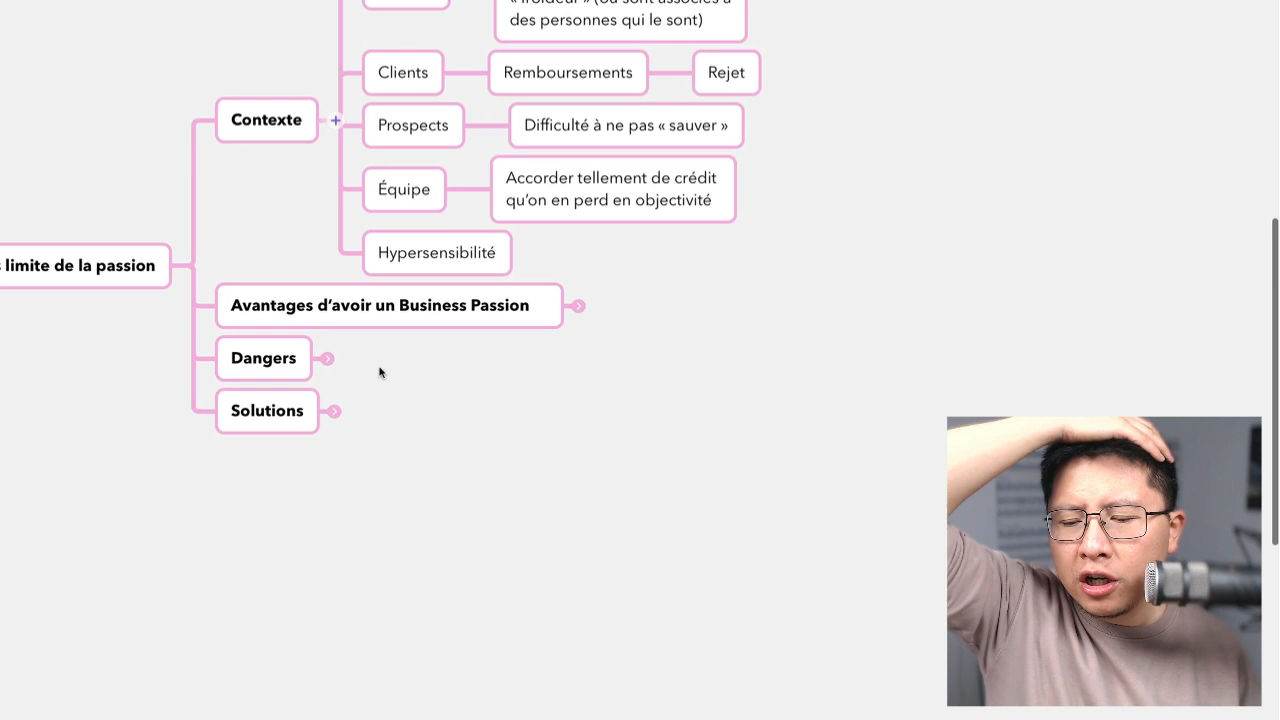 des personnes qui le sont)
Clients
Remboursements
Rejet
Contexte
Prospects
Difficulté à ne pas « sauver »
Équipe
Accorder tellement de crédit
qu’on en perd en objectivité
Hypersensibilité
limite de la passion
Avantages d’avoir un Business Passion
Dangers
Solutions